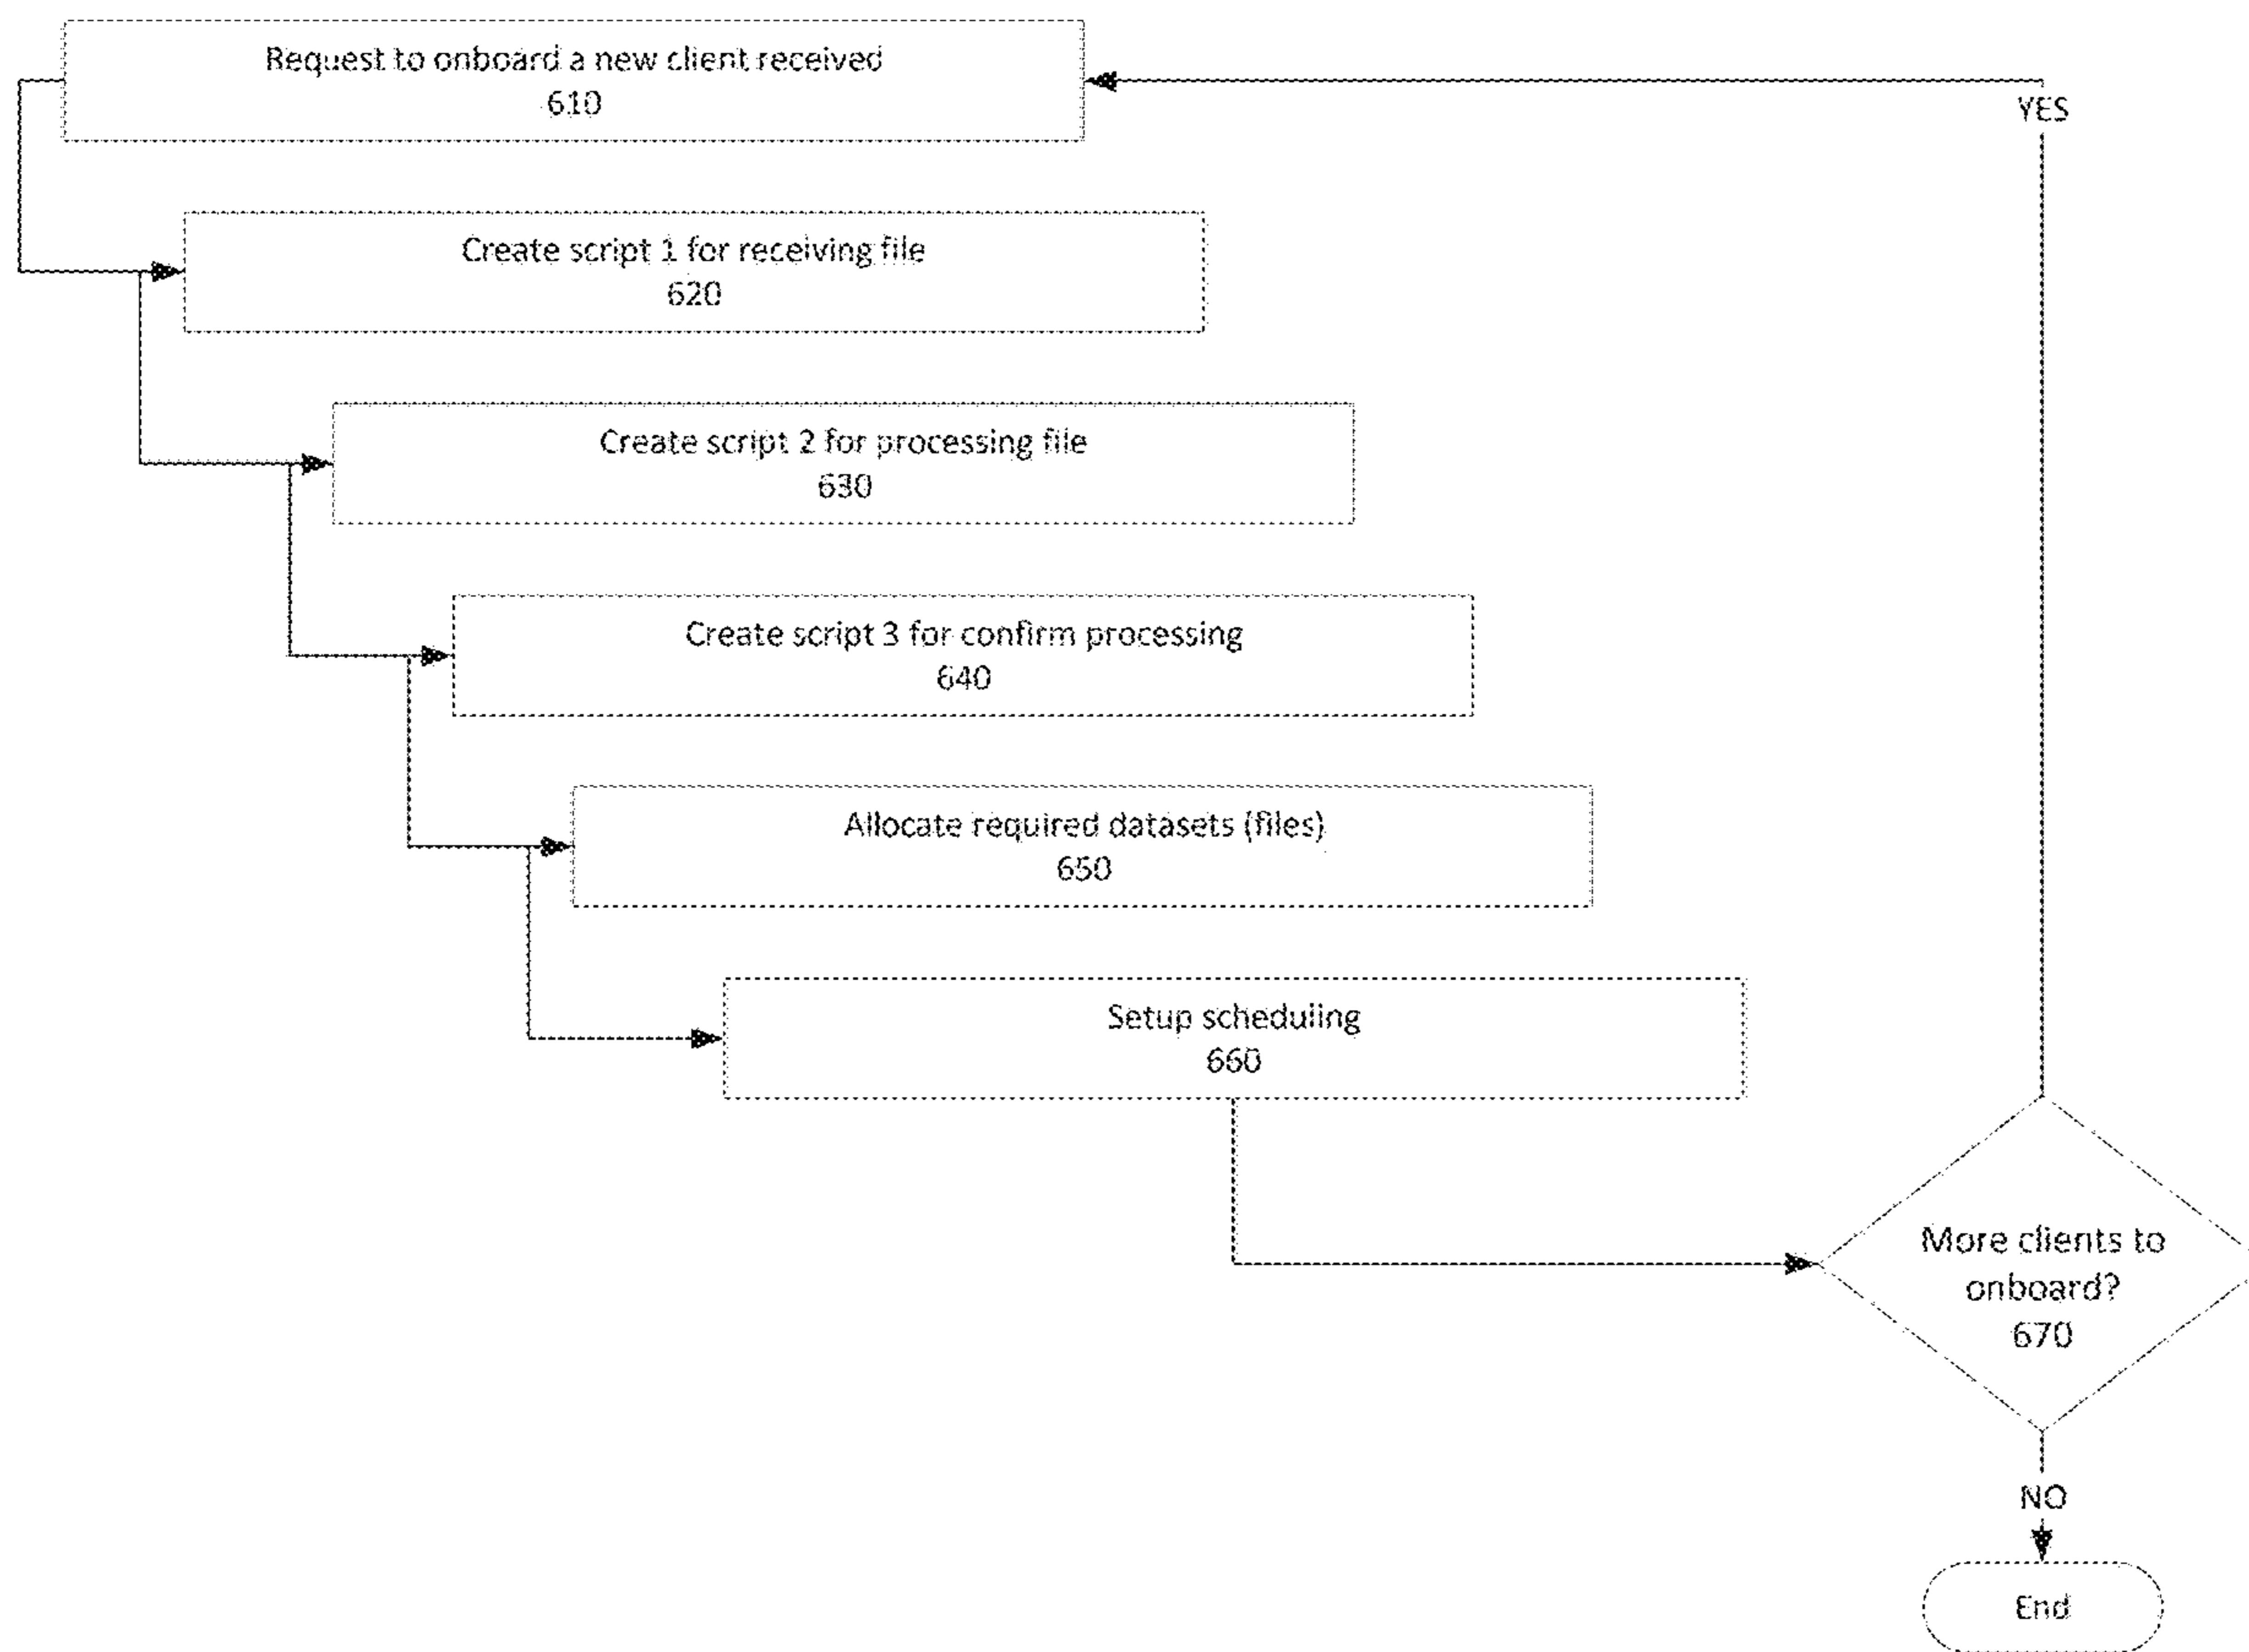 Request to onboard a new client received
610
YES
Create script 1 for receiving file
620
Create script 2 for processing file
630
Create script 3 for confirm processing
640
Allocate required datasets (files)
650
Setup scheduling
660
More clients to
onboard?
670
NO
End